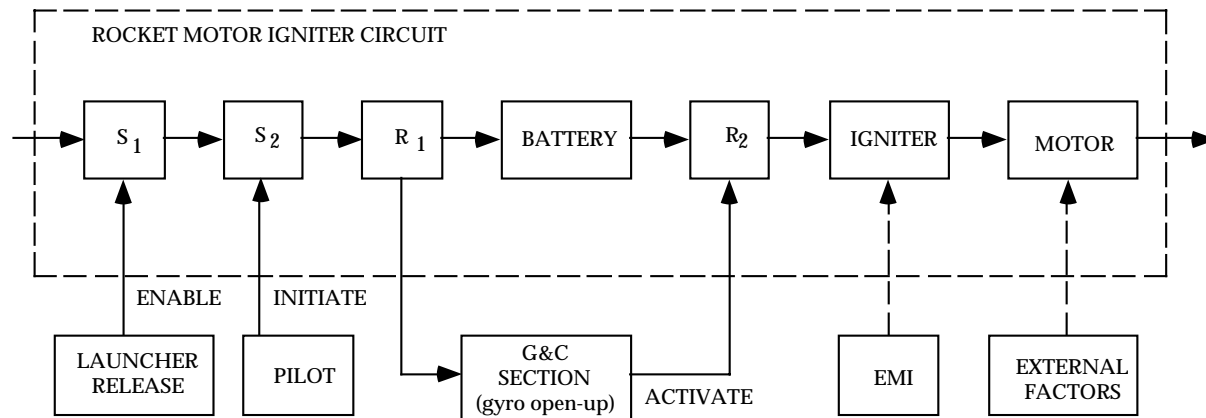 ROCKET MOTOR IGNITER CIRCUIT
S1
S2
R1
BATTERY
R2
IGNITER
MOTOR
ENABLE
INITIATE
LAUNCHER
RELEASE
PILOT
G&C
SECTION
(gyro open-up)
ACTIVATE
EMI
EXTERNAL
FACTORS